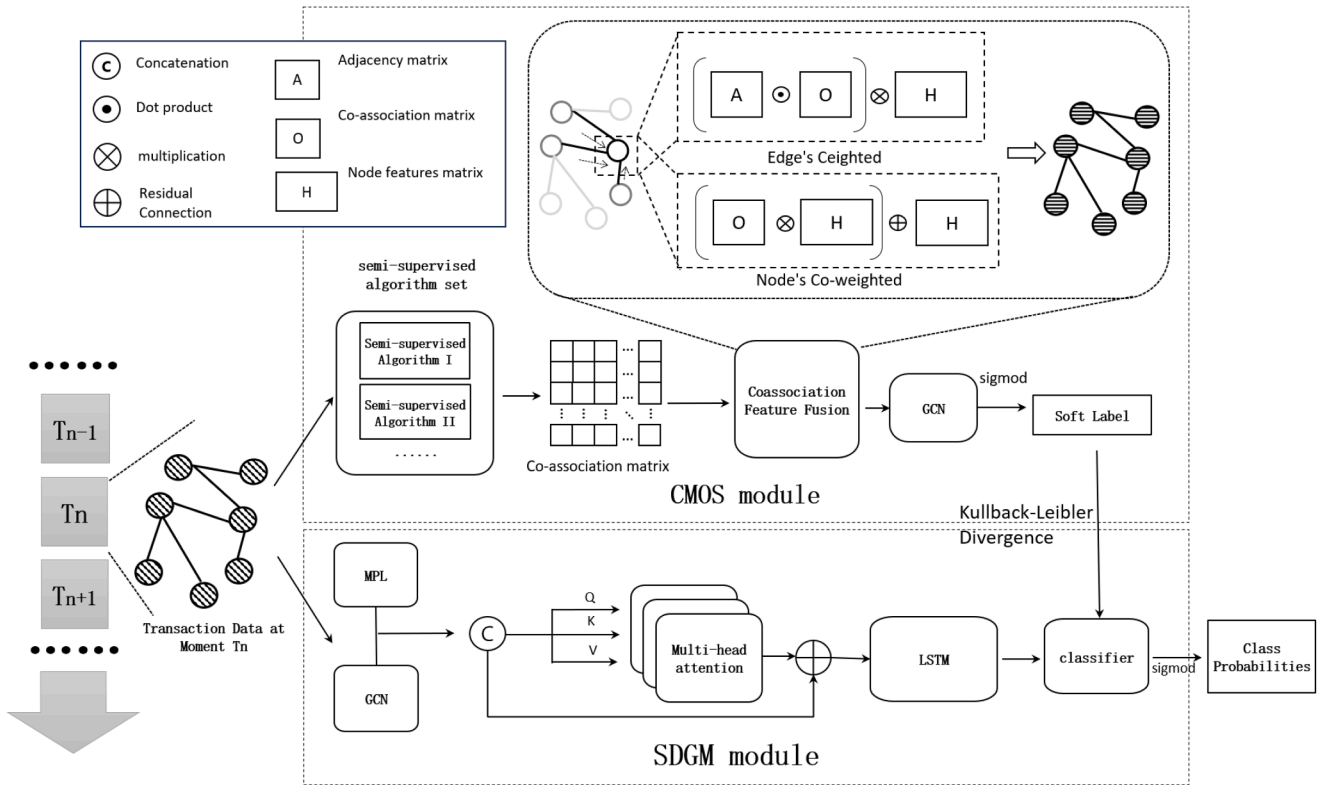 C
Concatenation
A
Adjacency matrix
Dot product
O
Co-association matrix
multiplication
H
Node features matrix
Residual
Connection
A
O
H
Edge's Ceighted
O
H
H
Node's Co-weighted
semi-supervised
algorithm set
Semi-supervised
Algorithm I
Semi-supervised
Algorithm II
......
Co-association matrix
Coassociation
Feature Fusion
GCN
sigmod
Soft Label
CMOS module
Kullback-Leibler
Divergence
Tn-1
Tn
Tn+1
Transaction Data at
Moment Tn
MPL
GCN
C
Q
K
V
Multi-head
attention
LSTM
classifier
sigmod
Class
Probabilities
SDGM module